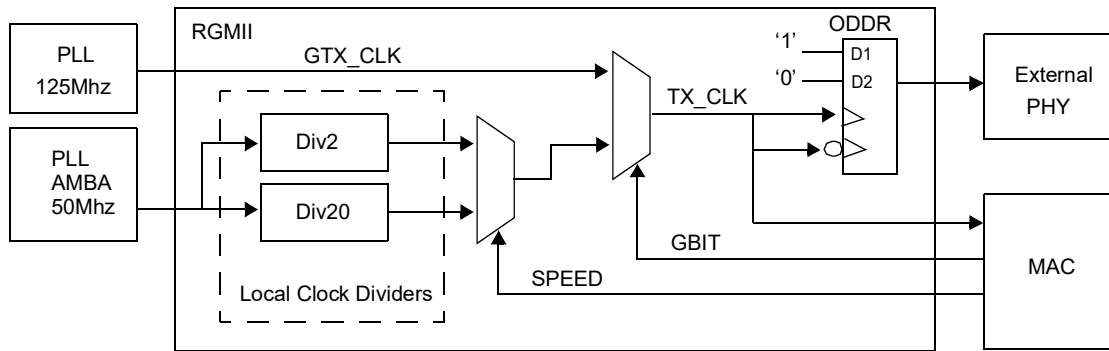 RGMII
ODDR
PLL
125Mhz
GTX_CLK
‘1’
D1
‘0’
D2
External
PHY
TX_CLK
PLL
AMBA
50Mhz
Div2
Div20
GBIT
MAC
SPEED
Local Clock Dividers